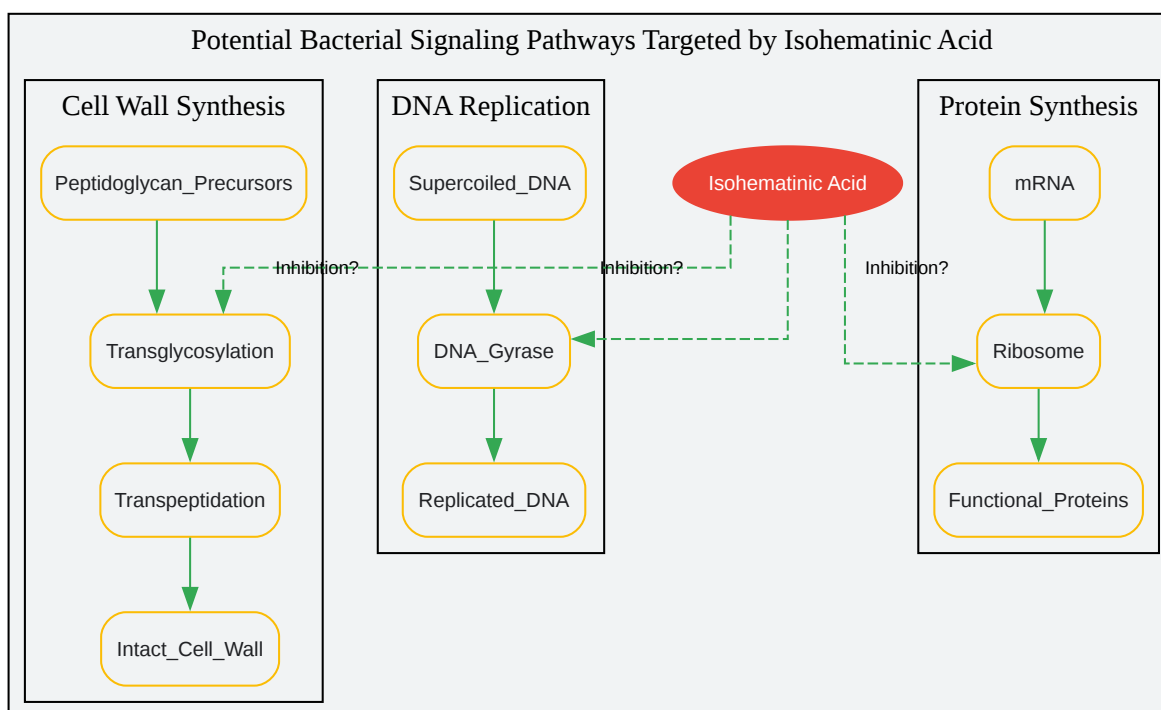 Potential Bacterial Signaling Pathways Targeted by Isohematinic Acid
Cell Wall Synthesis
Peptidoglycan_Precursors
Inhibition?
Transglycosylation
Transpeptidation
Intact_Cell_Wall
DNA Replication
Supercoiled_DNA
Inhibition?
DNA_Gyrase
Replicated_DNA
Isohematinic Acid
Inhibition?
Protein Synthesis
mRNA
Ribosome
Functional_Proteins